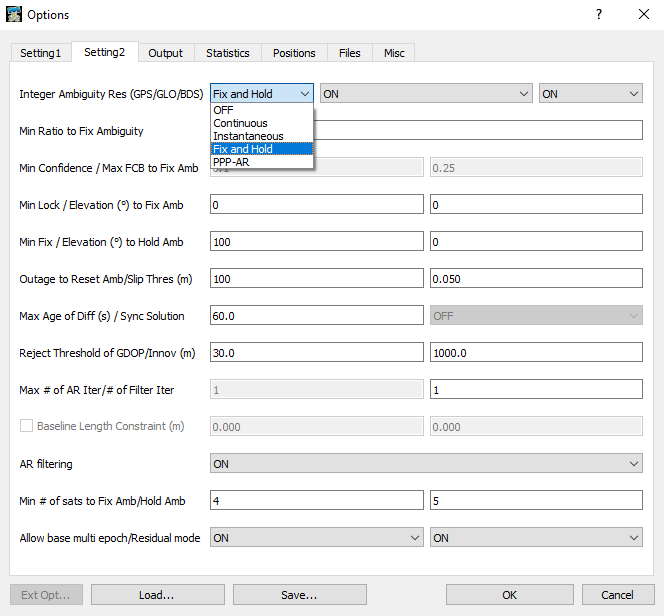 Options
?
Setting1 Setting2 Output Statistics Positions Files Misc
Integer Ambiguity Res (GPS/GLO/BDS) Fix and Hold ON ON
OFF
Continuous
Min Ratio to Fix Ambiguity
Instantaneous
Fix and Hold
PPP-AR
Min Confidence / Max FCB to Fix Amb 0.25
Min Lock / Elevation (°) to Fix Amb 0 0
Min Fix / Elevation (°) to Hold Amb 100 0
Outage to Reset Amb/Slip Thres (m) 100 0.050
Max Age of Diff (s) / Sync Solution 60.0 OFF
Reject Threshold of GDOP/Innov (m) 30.0 1000.0
Max # of AR Iter/# of Filter Iter 1 1
Baseline Length Constraint (m) 0.000 0.000
AR filtering ON
Min # of sats to Fix Amb/Hold Amb 4 5
Allow base multi epoch/Residual mode ON ON
Ext Opt... Load... Save... OK Cancel